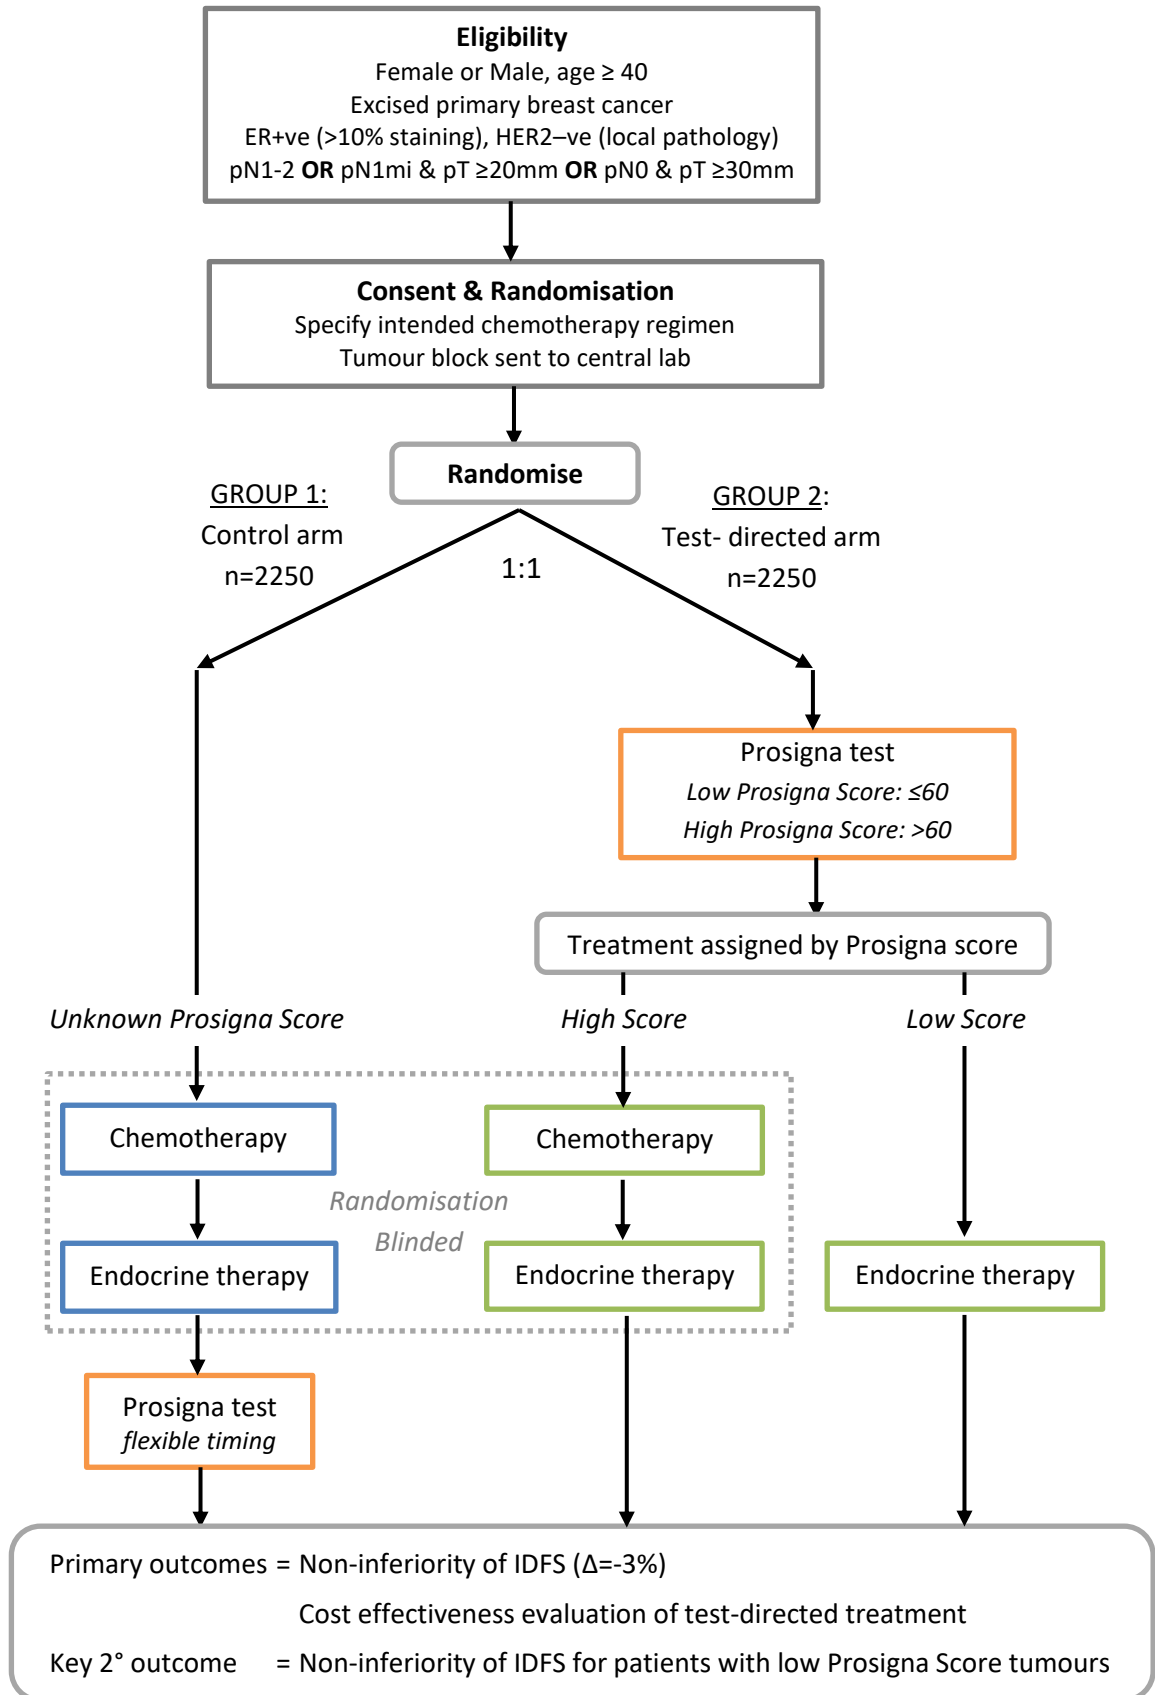 Eligibility
Female or Male, age ≥ 40
Excised primary breast cancer
ER+ve (>10% staining), HER2–ve (local pathology)
pN1-2 OR pN1mi & pT ≥20mm OR pN0 & pT ≥30mm
Consent & Randomisation
Specify intended chemotherapy regimen
Tumour block sent to central lab
Randomise
GROUP 1:
Control arm
n=2250
1:1
GROUP 2:
Test- directed arm
n=2250
Prosigna test
Low Prosigna Score: ≤60
High Prosigna Score: >60
Treatment assigned by Prosigna score
Unknown Prosigna Score
High Score
Low Score
Chemotherapy
Chemotherapy
Randomisation
Blinded
Endocrine therapy
Endocrine therapy
Endocrine therapy
Prosigna test
flexible timing
Primary outcomes = Non-inferiority of IDFS (Δ=-3%)
Cost effectiveness evaluation of test-directed treatment
Key 2° outcome = Non-inferiority of IDFS for patients with low Prosigna Score tumours